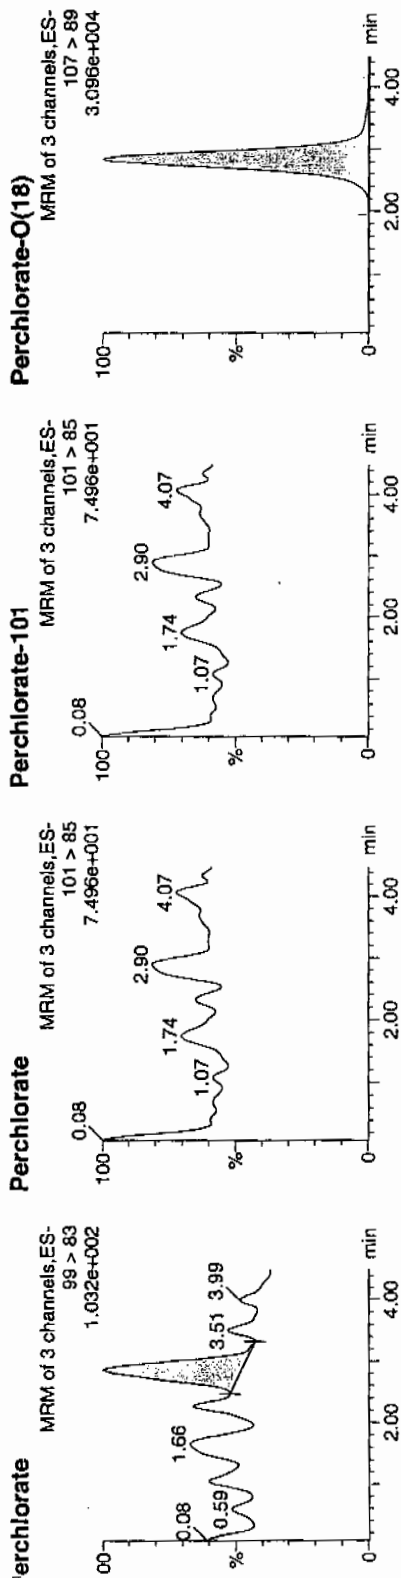 erchlorate
MRM of 3 channels,ES-
99 > 83
1.032e+002
00
%
0.08
0.59
1.66
3.51
3.99
0
2.00
4.00
min
Perchlorate
MRM of 3 channels,ES-
101 > 85
7.496e+001
100
%
0.08
1.07
1.74
2.90
4.07
0
2.00
4.00
min
Perchlorate-101
MRM of 3 channels,ES-
101 > 85
7.496e+001
100
%
0.08
1.07
1.74
2.90
4.07
0
2.00
4.00
min
Perchlorate-O(18)
MRM of 3 channels,ES-
107 > 89
3.096e+004
100
%
0
2.00
4.00
min